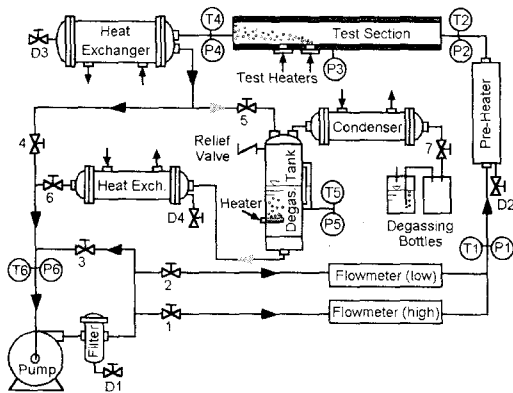 Heat
Exchanger
D3
T4
P4
Test Section
T2
P2
Test Heaters
P3
Pre-Heater
4
5
Relief
Valve
Condenser
7
6
Heat Exch.
D4
Heater
Degas Tank
T5
P5
Degassing
Bottles
D2
T1
P1
T6
P6
3
2
Flowmeter (low)
1
Flowmeter (high)
Pump
Filter
D1